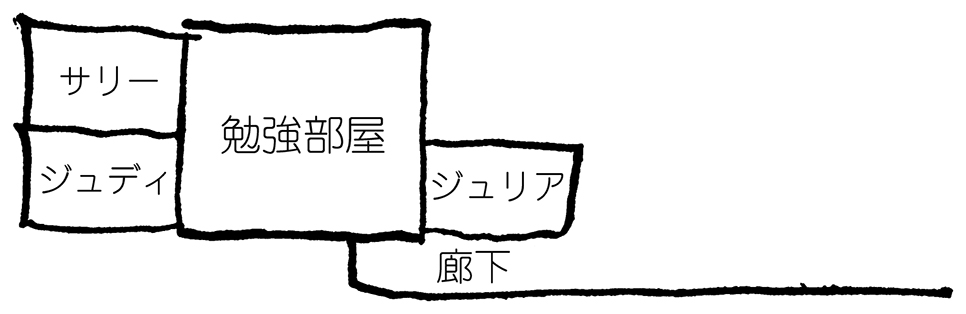 サリー
勉強部屋
ジュディ
ジュリア
廊下